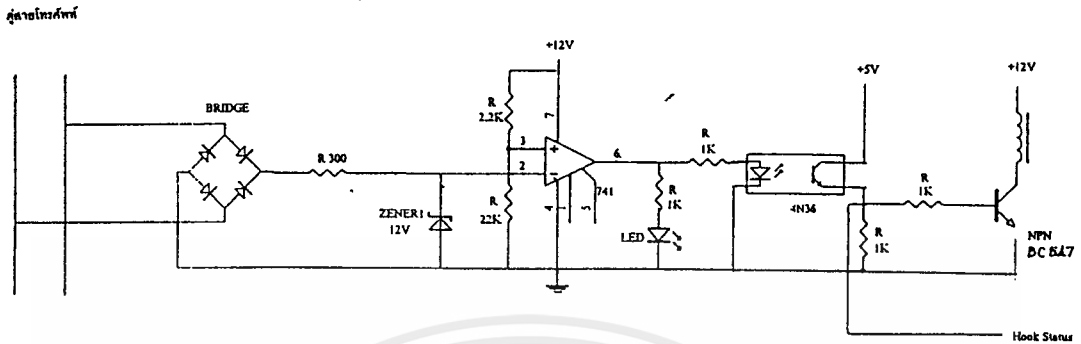 คู่สายโทรศัพท์
BRIDGE
R 300
ZENER1
12V
+12V
R
2.2K
R
22K
3
2
7
4
1
5
741
6
R
1K
R
1K
LED
4N36
+5V
R
1K
R
1K
+12V
NPN
BC 547
Hook Status